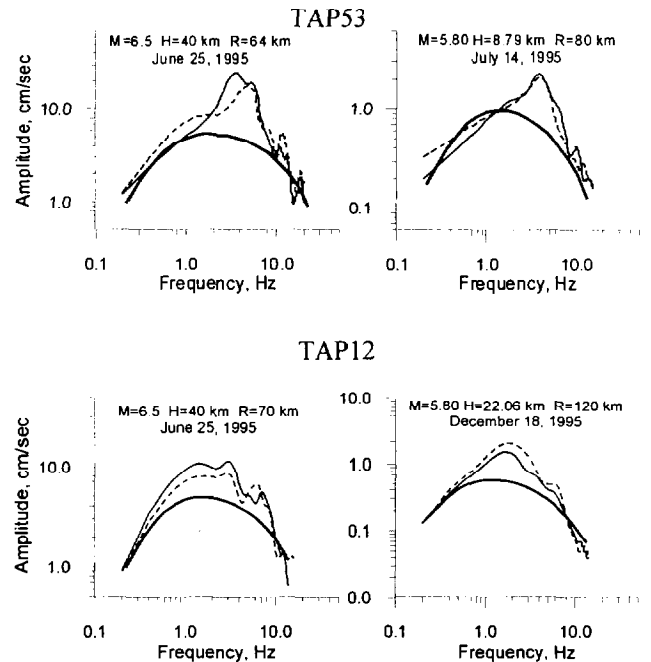 TAP53
M=6.5 H=40 km R=64 km
June 25, 1995
M=5.80 H=8.79 km R=80 km
July 14, 1995
Amplitude, cm/sec
10.0
1.0
1.0
0.1
0.1 1.0 10.0
Frequency, Hz
0.1 1.0 10.0
Frequency, Hz
TAP12
M=6.5 H=40 km R=70 km
June 25, 1995
M=5.80 H=22.06 km R=120 km
December 18, 1995
Amplitude, cm/sec
10.0
1.0
10.0
1.0
0.1
0.0
0.1 1.0 10.0
Frequency, Hz
0.1 1.0 10.0
Frequency, Hz